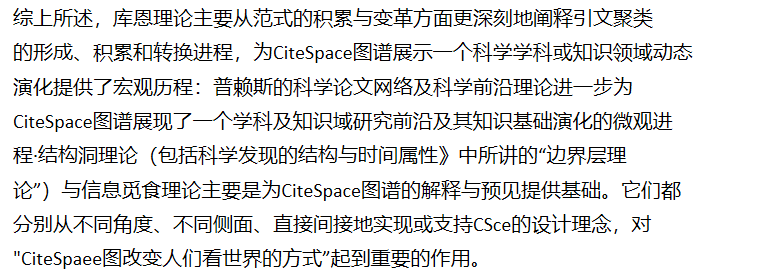 综上所述，库恩理论主要从范式的积累与变革方面更深刻地阐释引文聚类
的形成、积累和转换进程，为CiteSpace图谱展示一个科学学科或知识领域动态
演化提供了宏观历程：普赖斯的科学论文网络及科学前沿理论进一步为
CiteSpace图谱展现了一个学科及知识域研究前沿及其知识基础演化的微观进
程·结构洞理论（包括科学发现的结构与时间属性》中所讲的“边界层理
论”）与信息觅食理论主要是为CiteSpace图谱的解释与预见提供基础。它们都
分别从不同角度、不同侧面、直接间接地实现或支持CSce的设计理念，对
"CiteSpaee图改变人们看世界的方式”起到重要的作用。